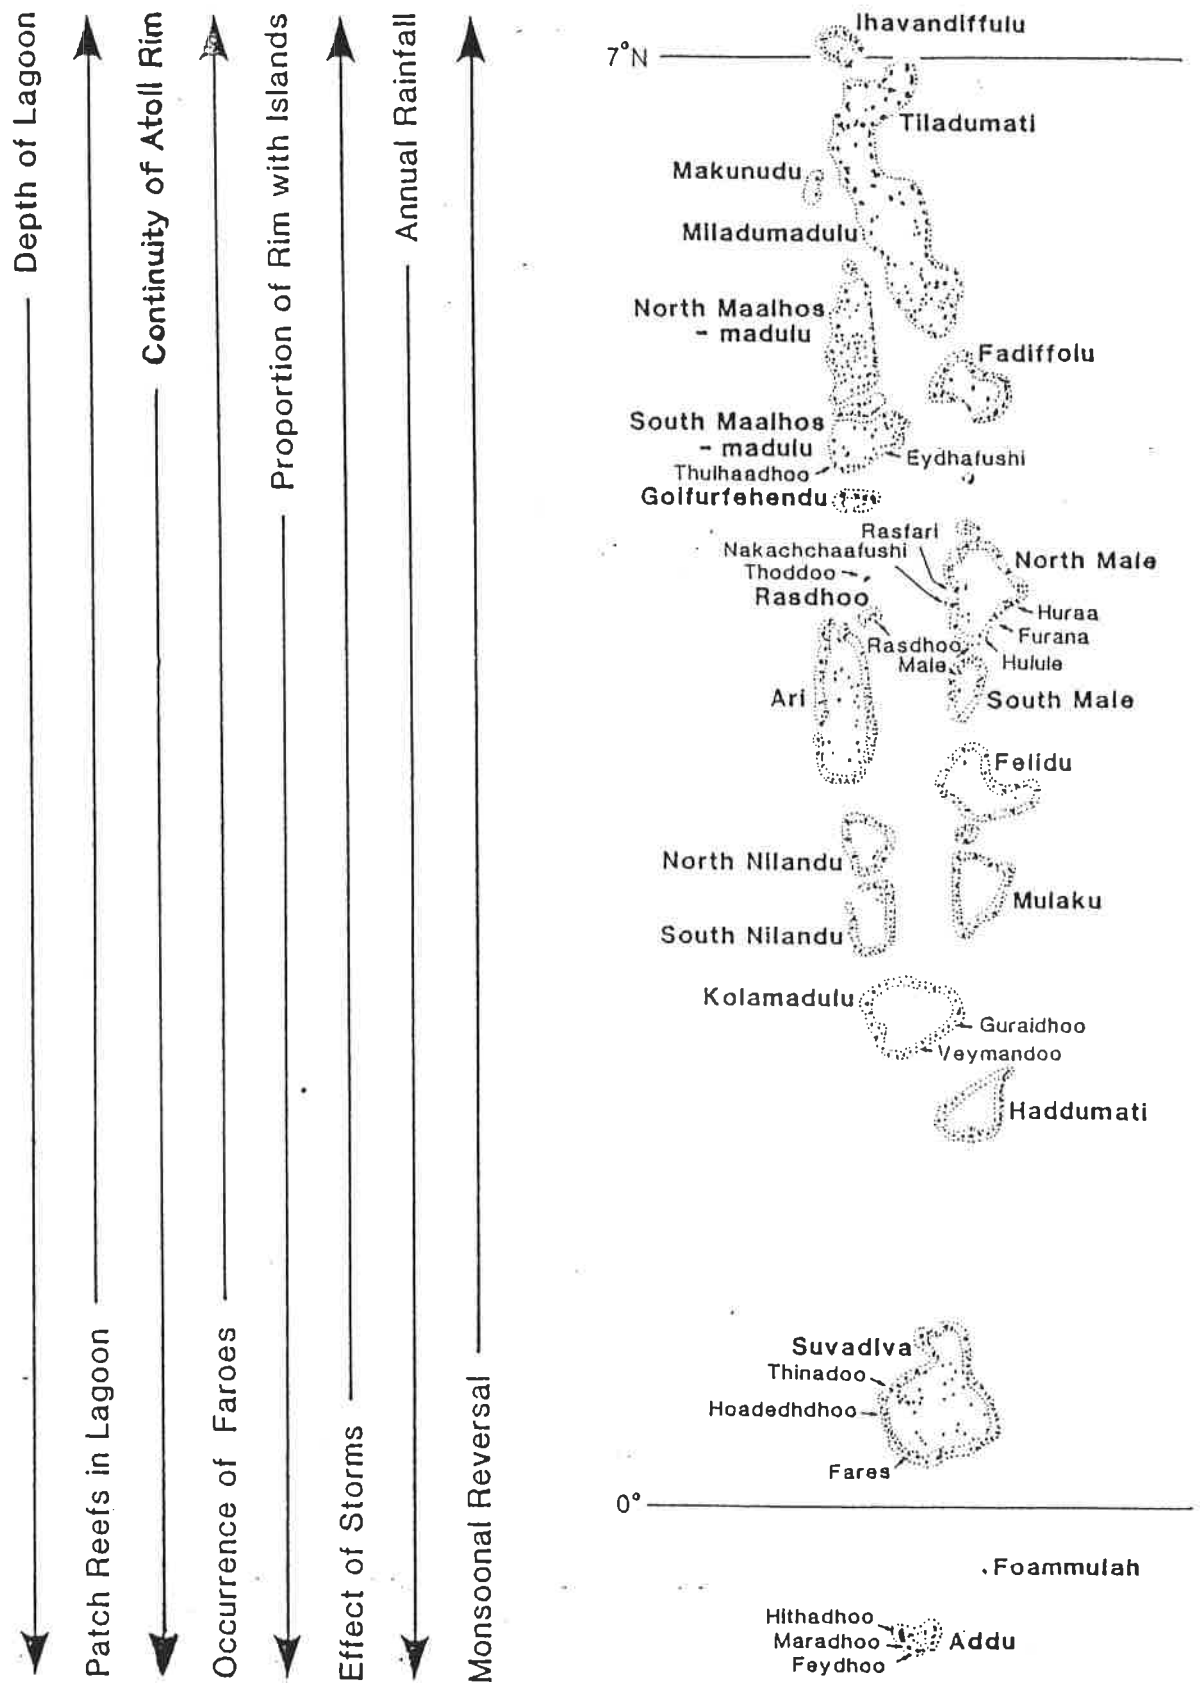 Depth of Lagoon
Patch Reefs in Lagoon
Continuity of Atoll Rim
Occurrence of Faroes
Proportion of Rim with Islands
Effect of Storms
Annual Rainfall
Monsoonal Reversal
Ihavandiffulu
7°N
Tiladumati
Makunudu
Miladumadulu
North Maalhos
- madulu
Fadiffolu
South Maalhos
- madulu
Eydhafushi
Thulhaadhoo
Goifurfehendu
Rasfari
Nakachchaafushi
North Male
Thoddoo
Rasdhoo
Huraa
Furana
Rasdhoo
Hulule
Male
Ari
South Male
Felidu
North Nilandu
Mulaku
South Nilandu
Kolamadulu
Guraidhoo
Veymandoo
Haddumati
Suvadiva
Thinadoo
Hoadedhdhoo
Fares
0°
Foammulah
Hithadhoo
Maradhoo
Addu
Feydhoo